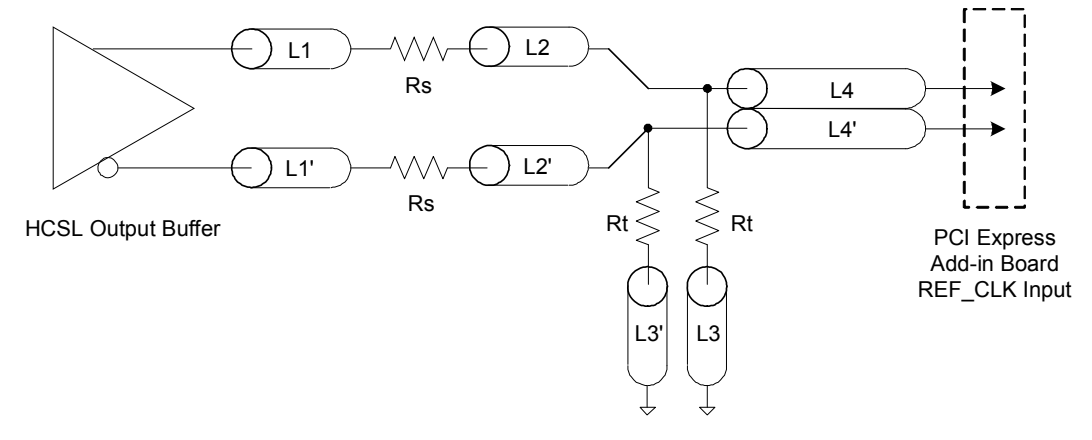 L1
Rs
L2
L4
L4'
L1'
Rs
L2'
HCSL Output Buffer
Rt
Rt
L3'
L3
PCI Express
Add-in Board
REF_CLK Input